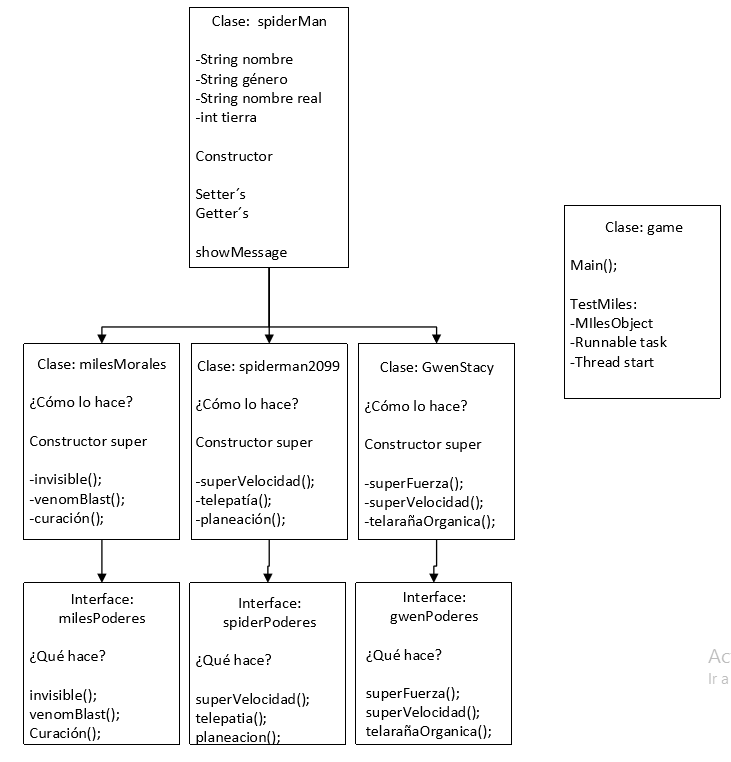 Clase: spiderMan
-String nombre
-String género
-String nombre real
-int tierra
Constructor
Setter´s
Getter´s
showMessage
Clase: game
Main();
TestMiles:
-MIlesObject
-Runnable task
-Thread start
Clase: milesMorales
¿Cómo lo hace?
Constructor super
-invisible();
-venomBlast();
-curación();
Clase: spiderman2099
¿Cómo lo hace?
Constructor super
-superVelocidad();
-telepatía();
-planeación();
Clase: GwenStacy
¿Cómo lo hace?
Constructor super
-superFuerza();
-superVelocidad();
-telarañaOrganica();
Interface:
milesPoderes
¿Qué hace?
invisible();
venomBlast();
Curación();
Interface:
spiderPoderes
¿Qué hace?
superVelocidad();
telepatia();
planeacion();
Interface:
gwenPoderes
¿Qué hace?
superFuerza();
superVelocidad();
telarañaOrganica();
Ac
Ir a